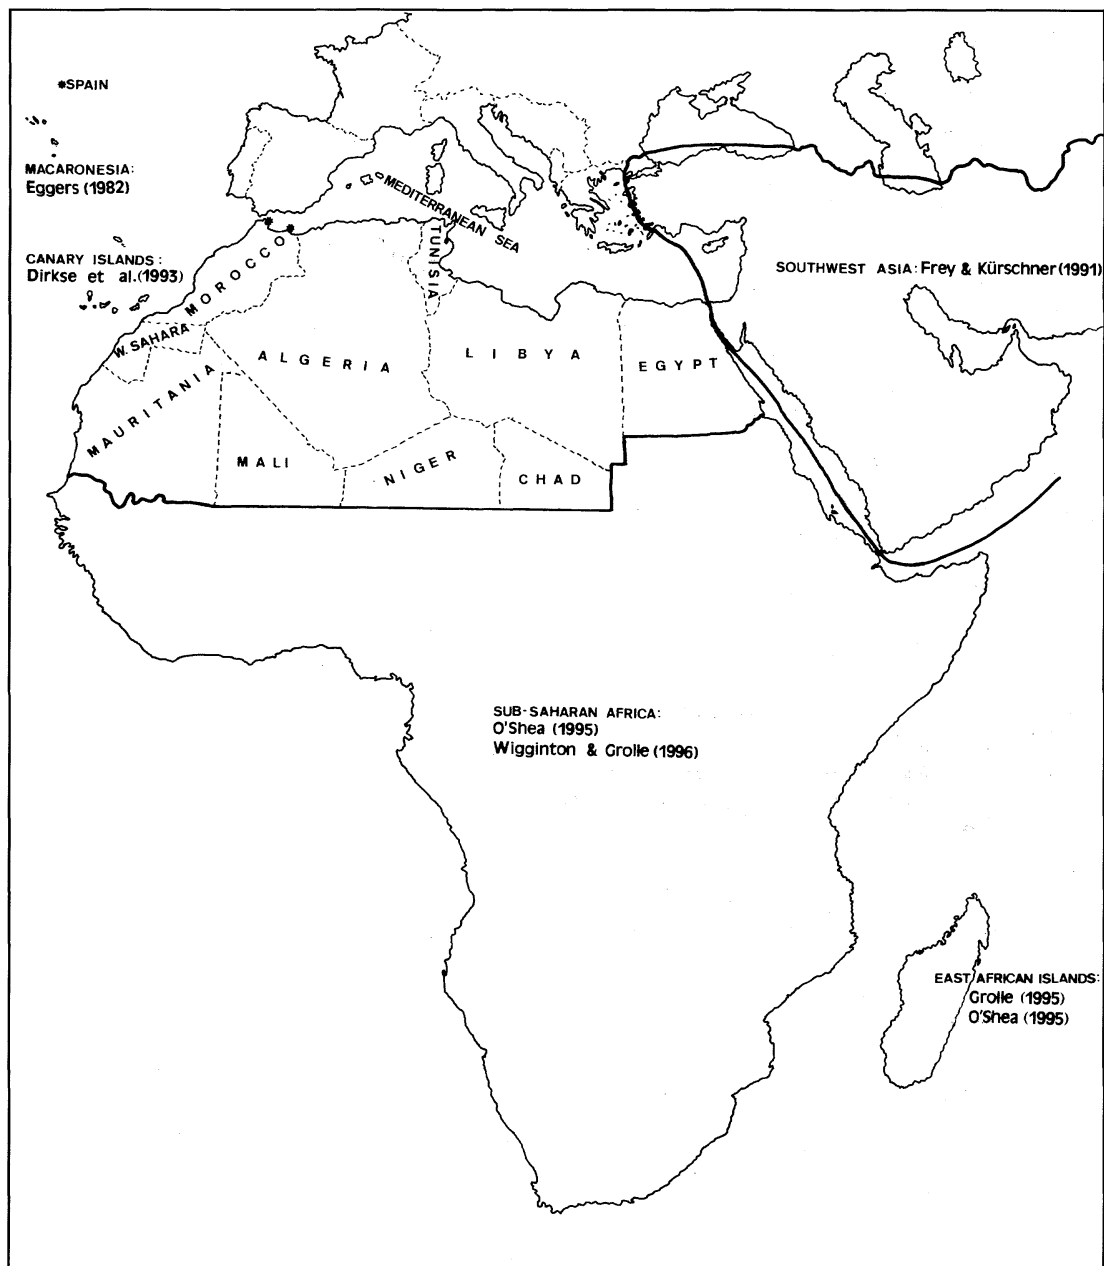 *SPAIN
MACARONESIA:
Eggers (1982)
MEDITERRANEAN SEA
CANARY ISLANDS:
Dirkse et al.(1993)
MOROCCO
TUNISIA
SOUTHWEST ASIA: Frey & Kürschner (1991)
W. SAHARA
ALGERIA
LIBYA
EGYPT
MAURITANIA
MALI
NIGER
CHAD
SUB-SAHARAN AFRICA:
O'Shea (1995)
Wigginton & Grolle (1996)
EAST AFRICAN ISLANDS:
Grolle (1995)
O'Shea (1995)